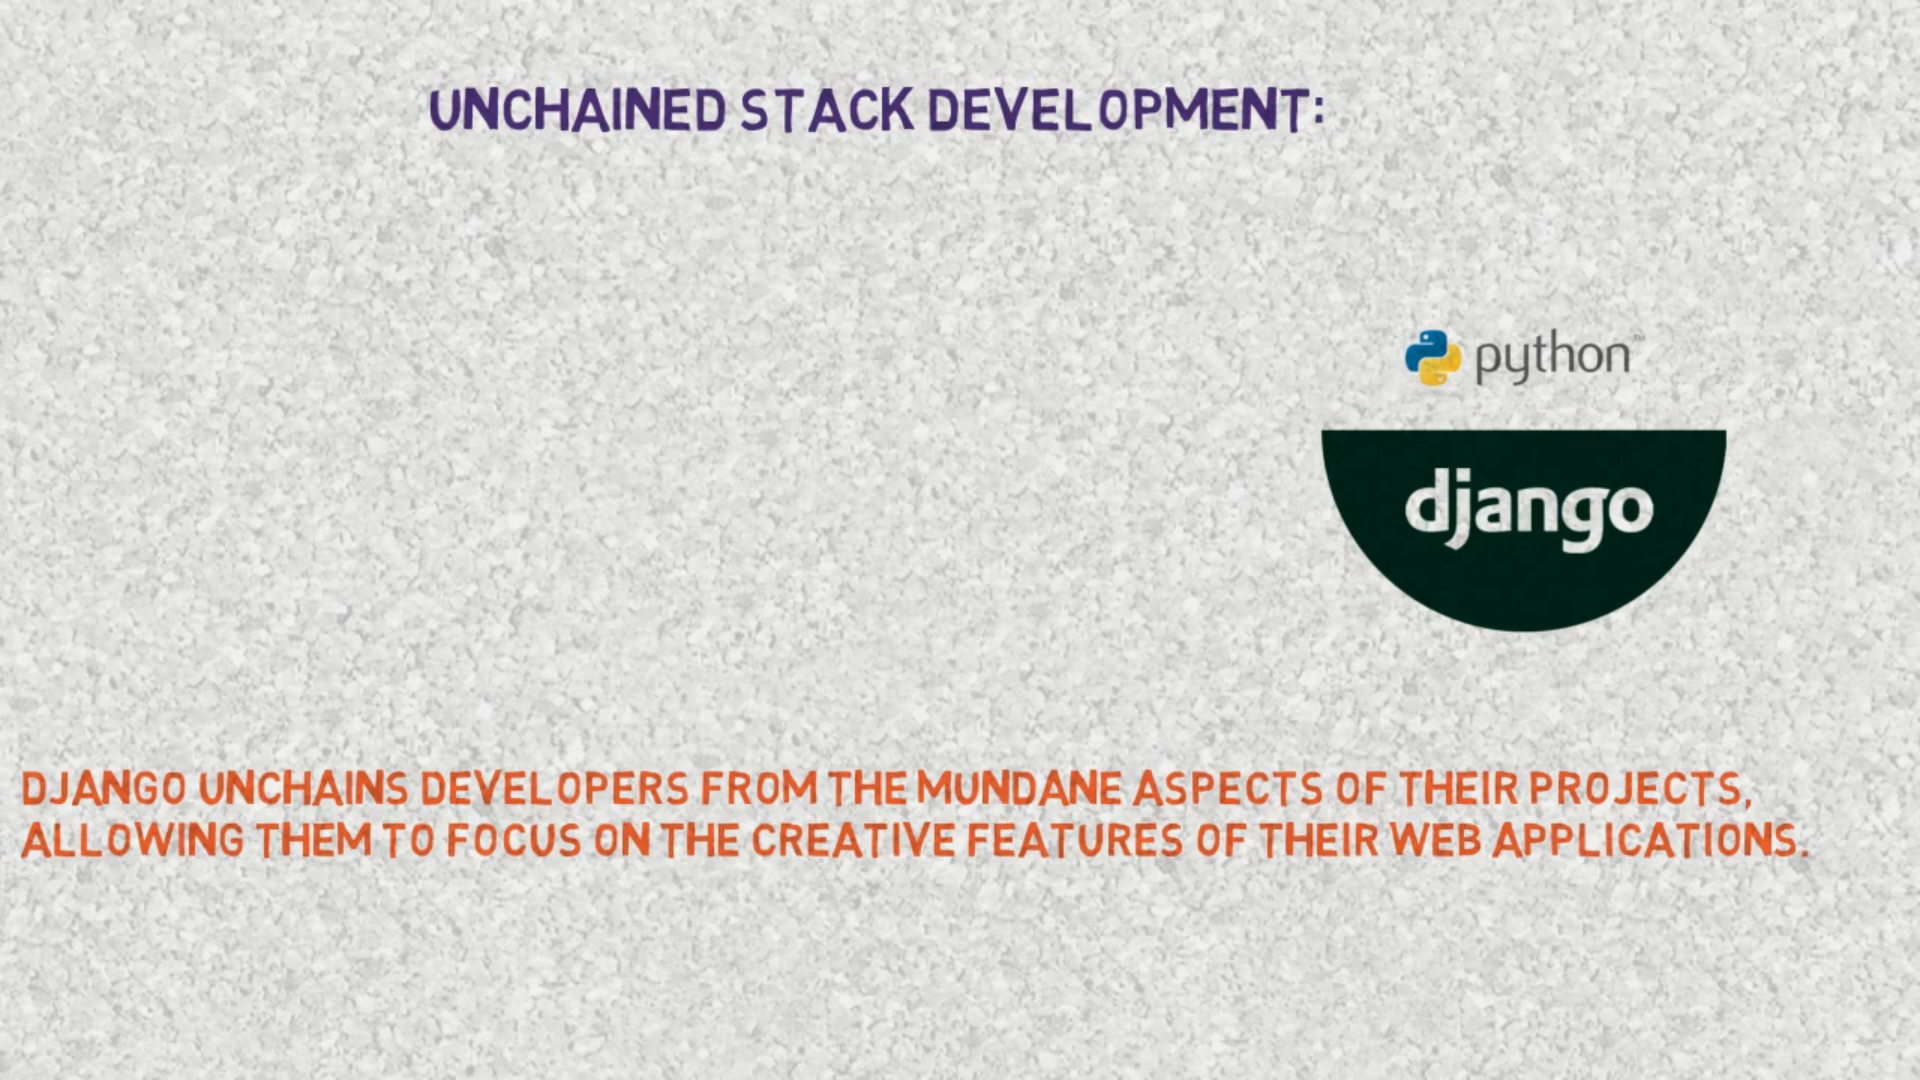 UNCHAINED STACK DEVELOPMENT:
python™
django
DJANGO UNCHAINS DEVELOPERS FROM THE MUNDANE ASPECTS OF THEIR PROJECTS,
ALLOWING THEM TO FOCUS ON THE CREATIVE FEATURES OF THEIR WEB APPLICATIONS.